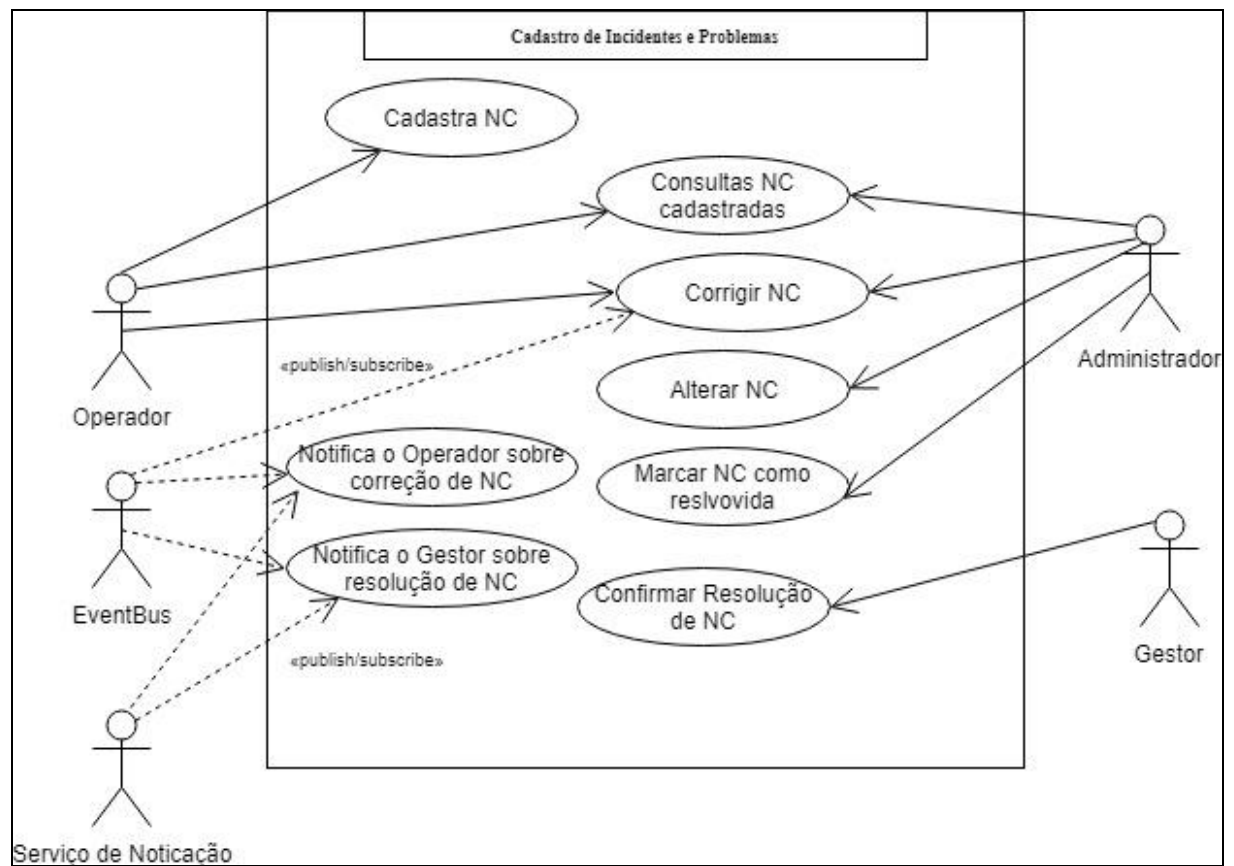 Cadastro de Incidentes e Problemas
Cadastra NC
Consultas NC
cadastradas
Corrigir NC
Administrador
«publish/subscribe»
Alterar NC
Operador
Notifica o Operador sobre
correção de NC
Marcar NC como
reslvovida
Notifica o Gestor sobre
resolução de NC
EventBus
Confirmar Resolução
de NC
Gestor
«publish/subscribe»
Serviço de Noticação